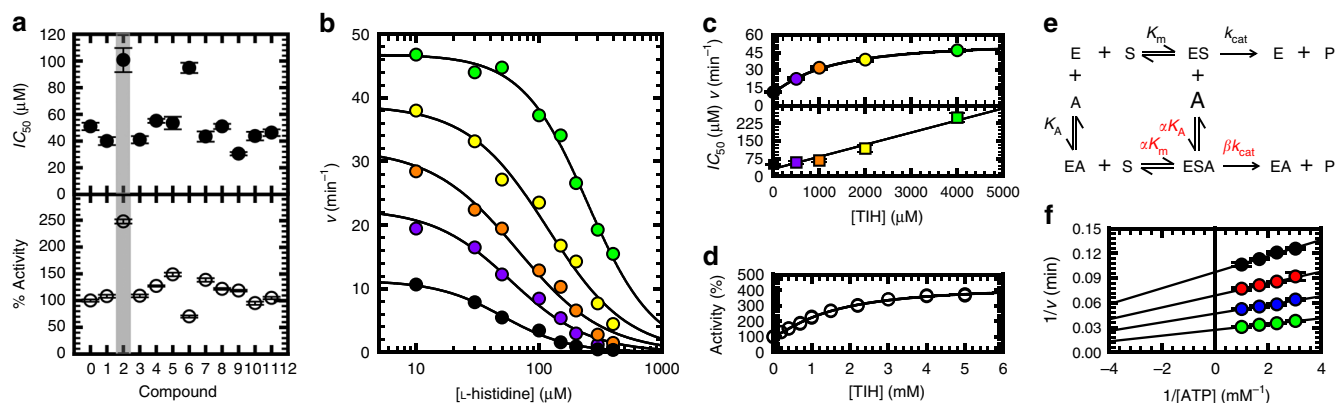 a
IC50 (μM)
120
100
80
60
40
20
0
% Activity
250
200
150
100
50
0
0 1 2 3 4 5 6 7 8 9 10 11 12
Compound
b
v (min−1)
50
40
30
20
10
0
10 100 1000
[L-histidine] (μM)
c
v (min−1)
60
45
30
15
0
IC50 (μM)
225
150
75
0
0 1000 2000 3000 4000 5000
[TIH] (μM)
d
Activity (%)
500
400
300
200
100
0
0 1 2 3 4 5 6
[TIH] (mM)
e
E + S Km ES kcat E + P
+ +
A A
KA αKA
αKm βkcat
EA + S ESA EA + P
f
1/v (min)
0.15
0.12
0.09
0.06
0.03
0.00
−4 −2 0 2 4
1/[ATP] (mM−1)